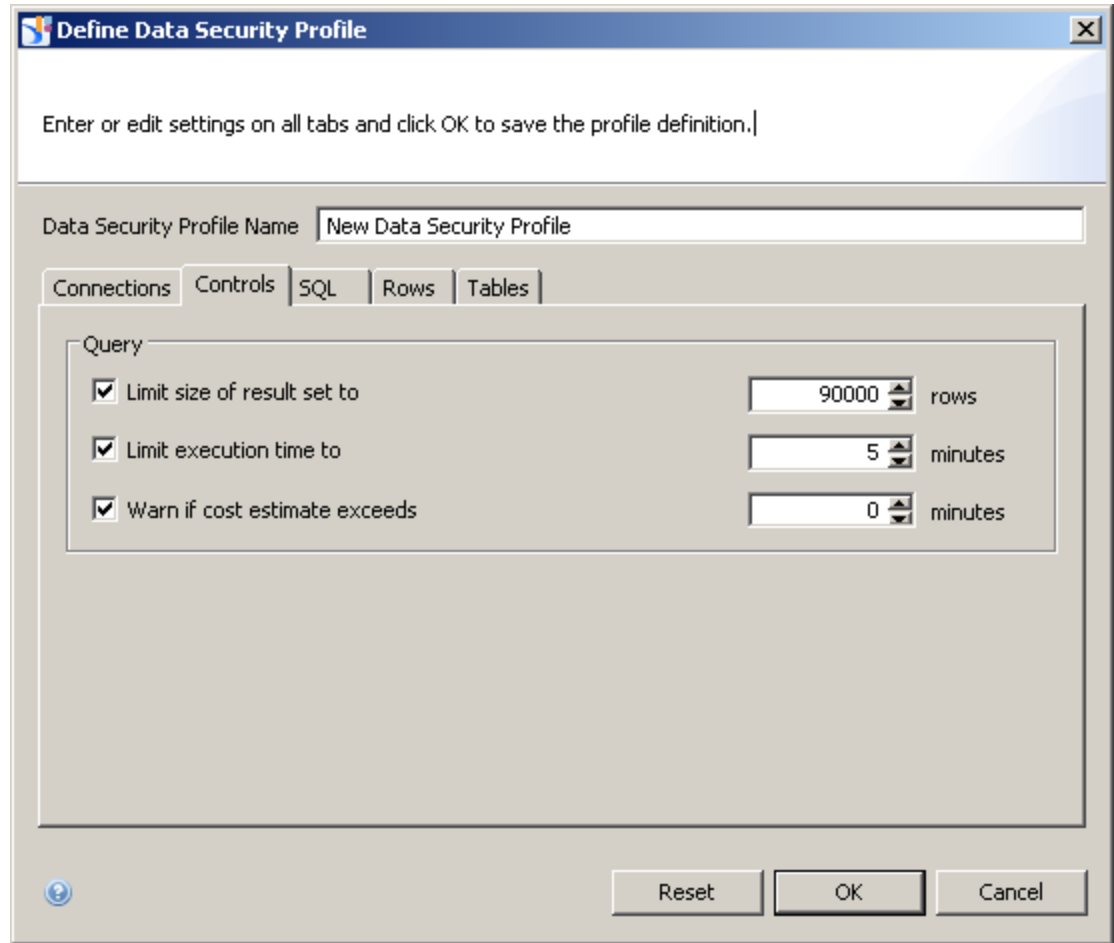 Define Data Security Profile
Enter or edit settings on all tabs and click OK to save the profile definition.
Data Security Profile Name New Data Security Profile
Connections Controls SQL Rows Tables
Query
Limit size of result set to 90000 rows
Limit execution time to 5 minutes
Warn if cost estimate exceeds 0 minutes
Reset OK Cancel